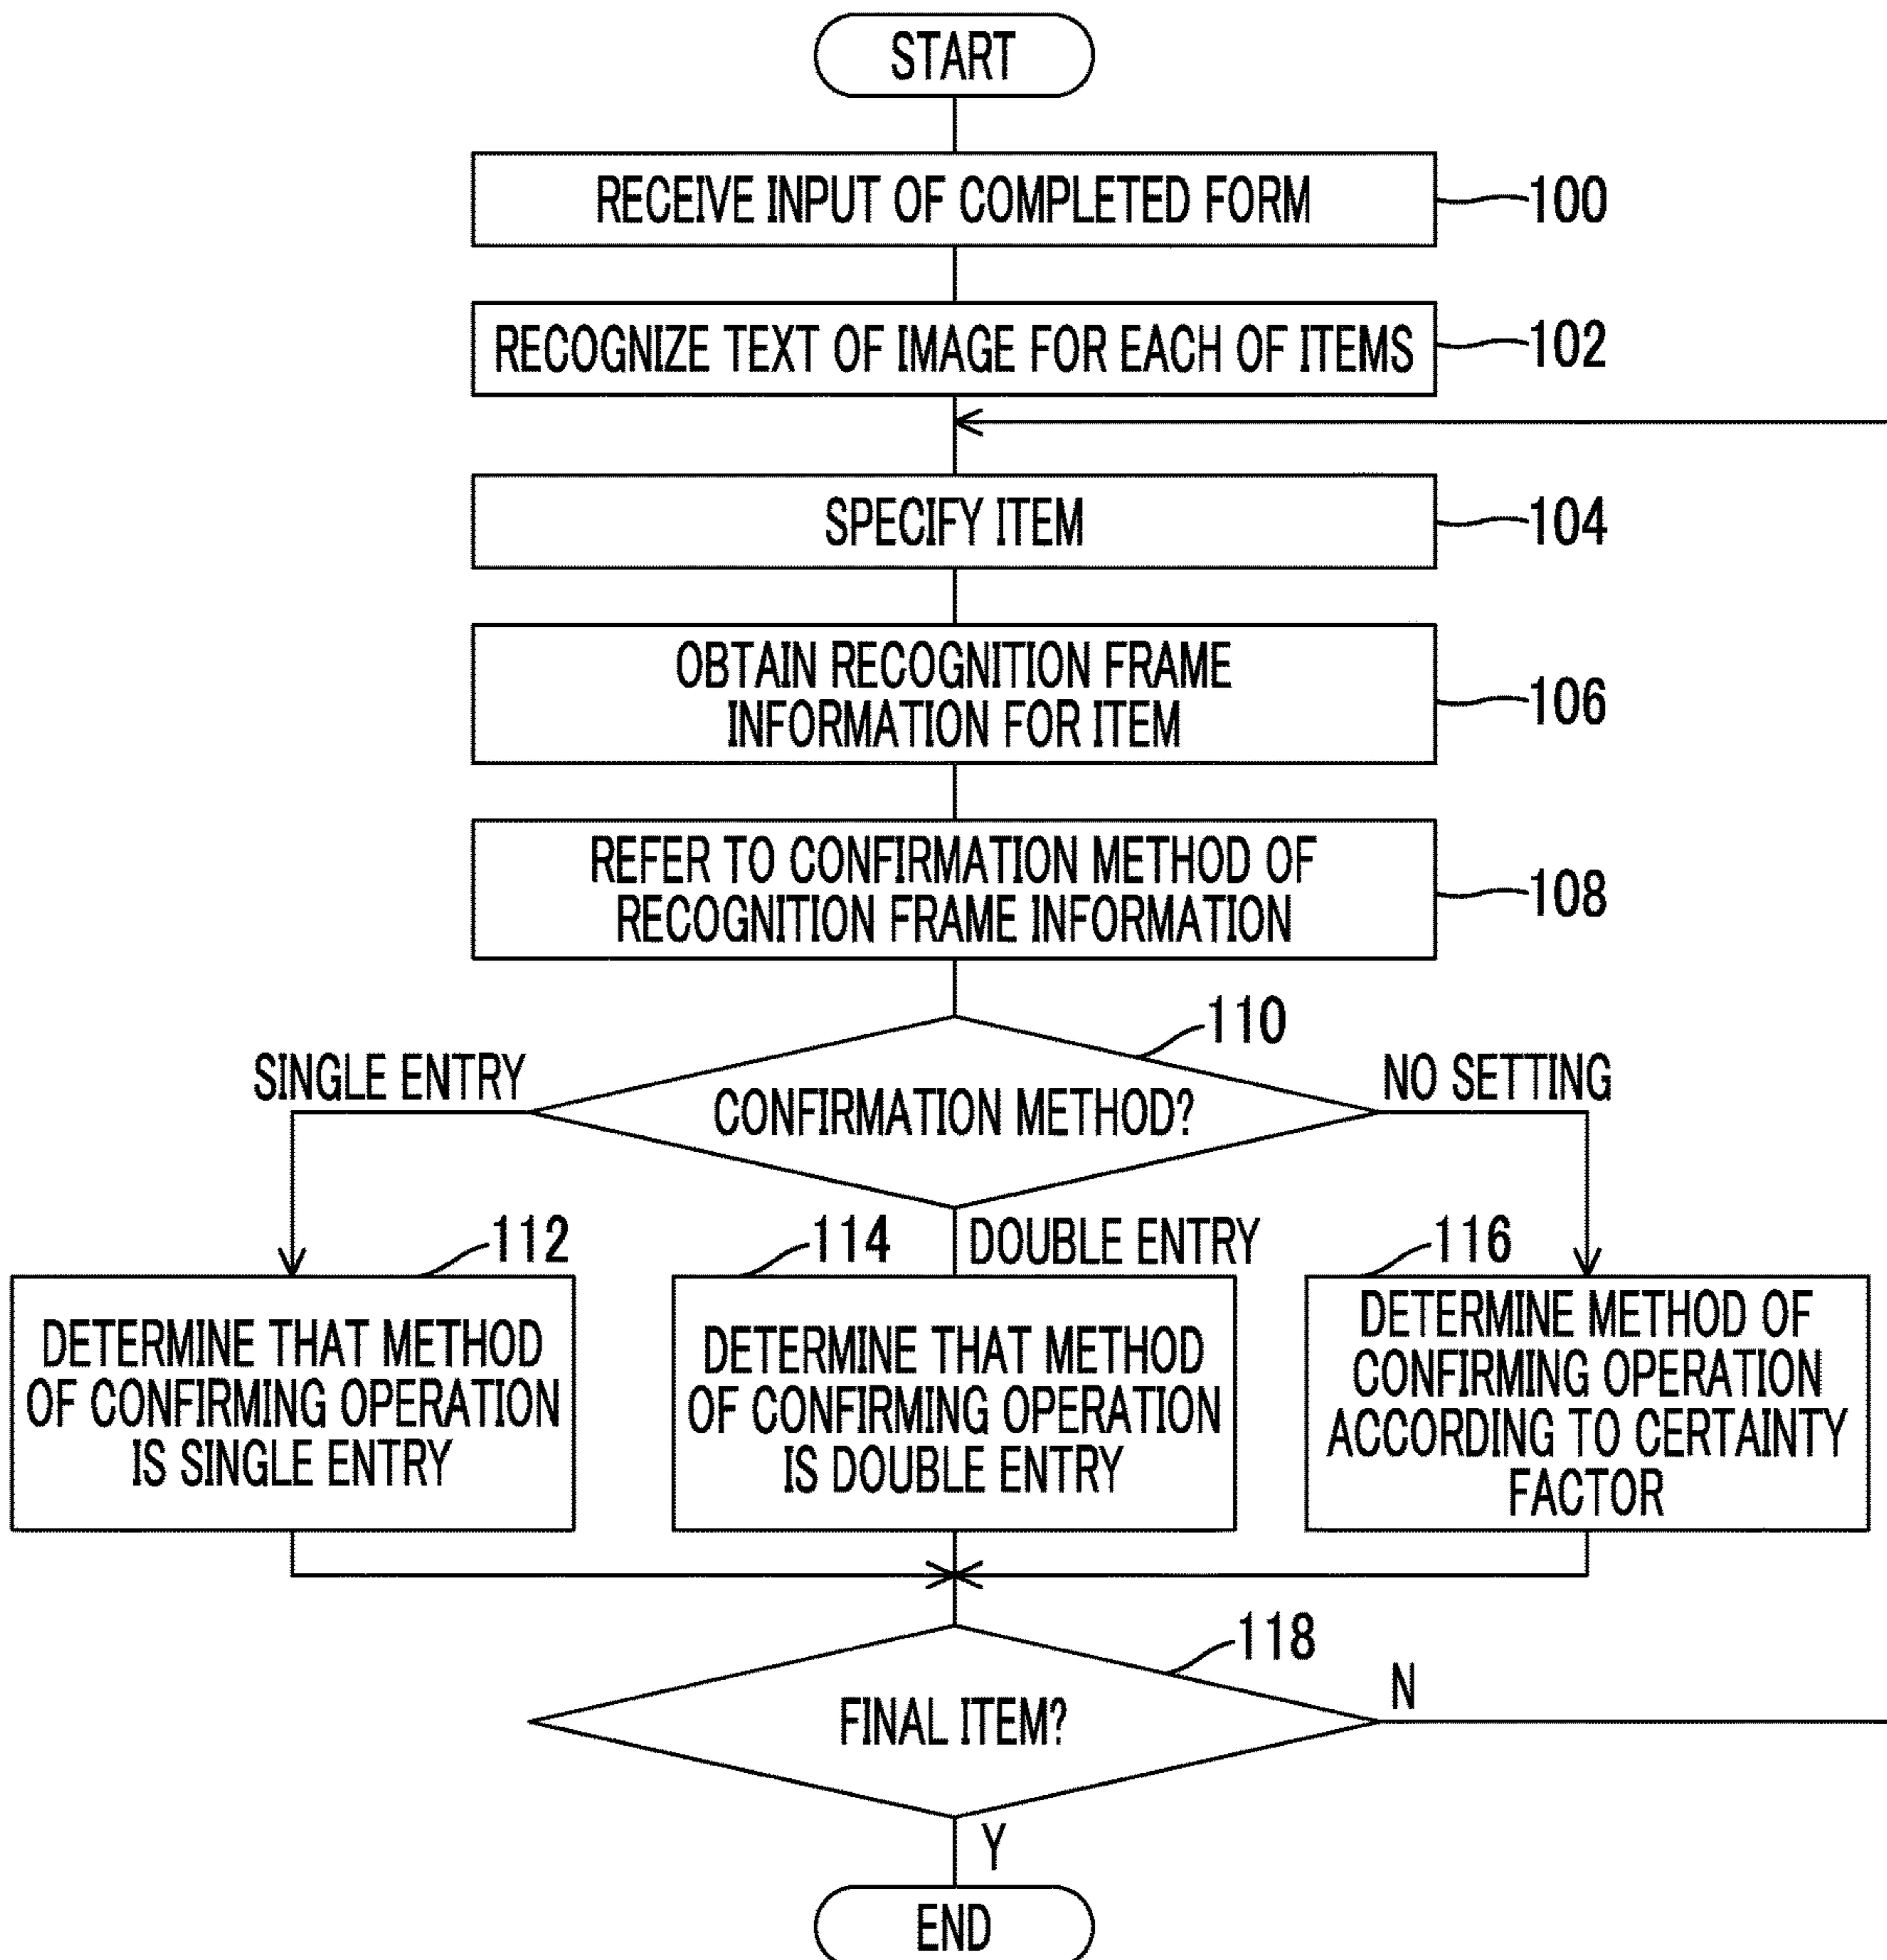 START
RECEIVE INPUT OF COMPLETED FORM
100
RECOGNIZE TEXT OF IMAGE FOR EACH OF ITEMS
102
SPECIFY ITEM
104
OBTAIN RECOGNITION FRAME
INFORMATION FOR ITEM
106
REFER TO CONFIRMATION METHOD OF
RECOGNITION FRAME INFORMATION
108
110
SINGLE ENTRY
CONFIRMATION METHOD?
NO SETTING
112
114
DOUBLE ENTRY
116
DETERMINE THAT METHOD
OF CONFIRMING OPERATION
IS SINGLE ENTRY
DETERMINE THAT METHOD
OF CONFIRMING OPERATION
IS DOUBLE ENTRY
DETERMINE METHOD OF
CONFIRMING OPERATION
ACCORDING TO CERTAINTY
FACTOR
118
FINAL ITEM?
N
Y
END